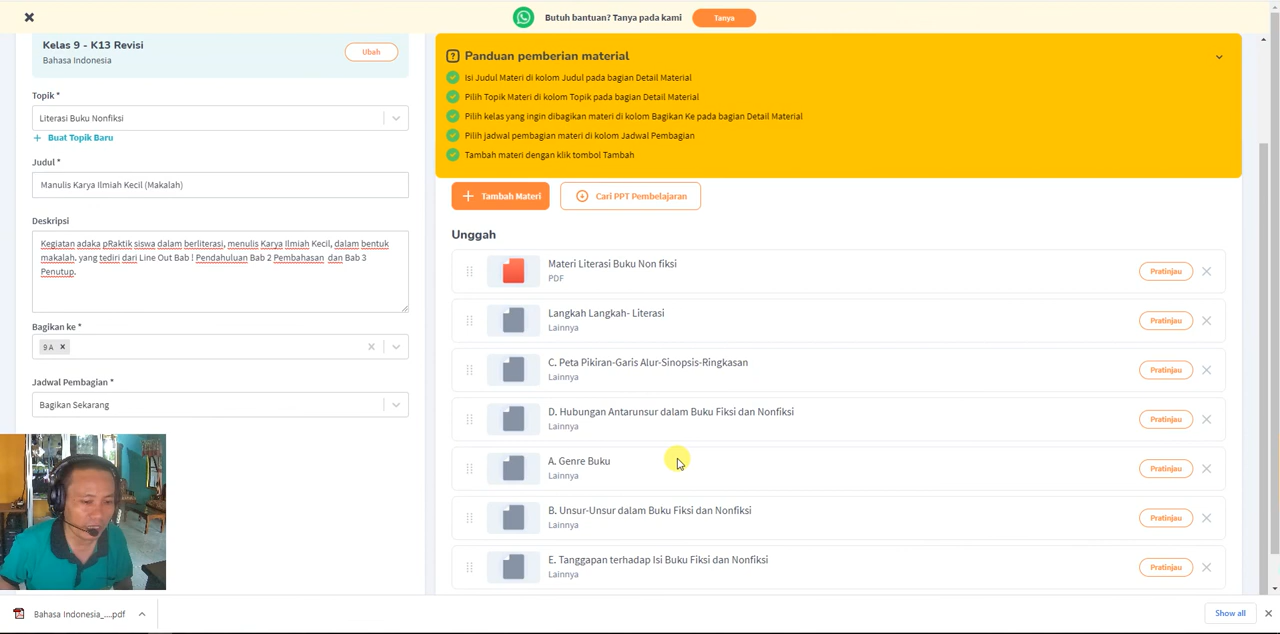 Butuh bantuan? Tanya pada kami
Tanya
Kelas 9 - K13 Revisi
Bahasa Indonesia
Ubah
Topik *
Literasi Buku Nonfiksi
+ Buat Topik Baru
Judul *
Manulis Karya Ilmiah Kecil (Makalah)
Deskripsi
Kegiatan adaka pRaktik siswa dalam berliterasi, menulis Karya Ilmiah Kecil, dalam bentuk
makalah. yang tediri dari Line Out Bab ! Pendahuluan Bab 2 Pembahasan dan Bab 3
Penutup.
Bagikan ke *
9 A
Jadwal Pembagian *
Bagikan Sekarang
Panduan pemberian material
Isi Judul Materi di kolom Judul pada bagian Detail Material
Pilih Topik Materi di kolom Topik pada bagian Detail Material
Pilih kelas yang ingin dibagikan materi di kolom Bagikan Ke pada bagian Detail Material
Pilih jadwal pembagian materi di kolom Jadwal Pembagian
Tambah materi dengan klik tombol Tambah
+ Tambah Materi
Cari PPT Pembelajaran
Unggah
Materi Literasi Buku Non fiksi
PDF
Pratinjau
Langkah Langkah- Literasi
Lainnya
Pratinjau
C. Peta Pikiran-Garis Alur-Sinopsis-Ringkasan
Lainnya
Pratinjau
D. Hubungan Antarunsur dalam Buku Fiksi dan Nonfiksi
Lainnya
Pratinjau
A. Genre Buku
Lainnya
Pratinjau
B. Unsur-Unsur dalam Buku Fiksi dan Nonfiksi
Lainnya
Pratinjau
E. Tanggapan terhadap Isi Buku Fiksi dan Nonfiksi
Lainnya
Pratinjau
Bahasa Indonesia_....pdf
Show all